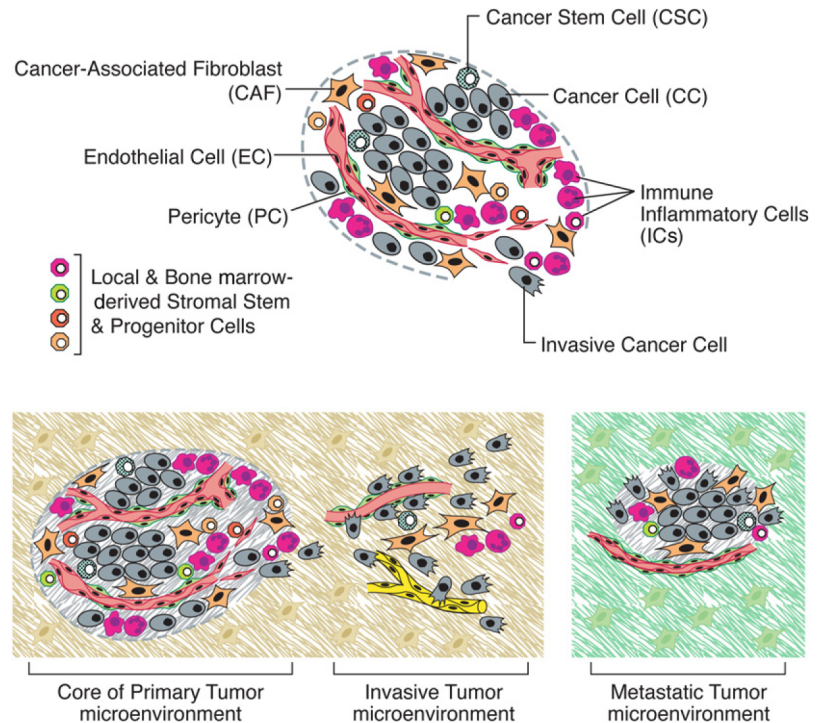 Cancer Stem Cell (CSC)
Cancer-Associated Fibroblast
(CAF)
Cancer Cell (CC)
Endothelial Cell (EC)
Pericyte (PC)
Immune
Inflammatory Cells
(ICs)
Local & Bone marrow-
derived Stromal Stem
& Progenitor Cells
Invasive Cancer Cell
Core of Primary Tumor
microenvironment
Invasive Tumor
microenvironment
Metastatic Tumor
microenvironment